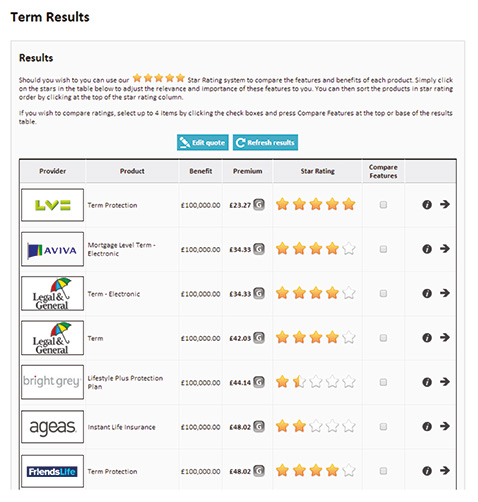 Term Results
Results
Should you wish to you can use our Star Rating system to compare the features and benefits of each product. Simply click
on the stars in the table below to adjust the relevance and importance of these features to you. You can then sort the products in star rating
order by clicking at the top of the star rating column.
If you wish to compare ratings, select up to 4 items by clicking the check boxes and press Compare Features at the top or base of the results
table.
Edit quote Refresh results
Provider Product Benefit Premium Star Rating Compare
Features
LV= Term Protection £100,000.00 £23.27 G i
AVIVA Mortgage Level Term -
Electronic £100,000.00 £34.33 G i
Legal &
General Term - Electronic £100,000.00 £34.33 G i
Legal &
General Term £100,000.00 £42.03 G i
bright grey Lifestyle Plus Protection
Plan £100,000.00 £44.14 G i
ageas. Instant Life Insurance £100,000.00 £48.02 G i
FriendsLife Term Protection £100,000.00 £48.02 G i